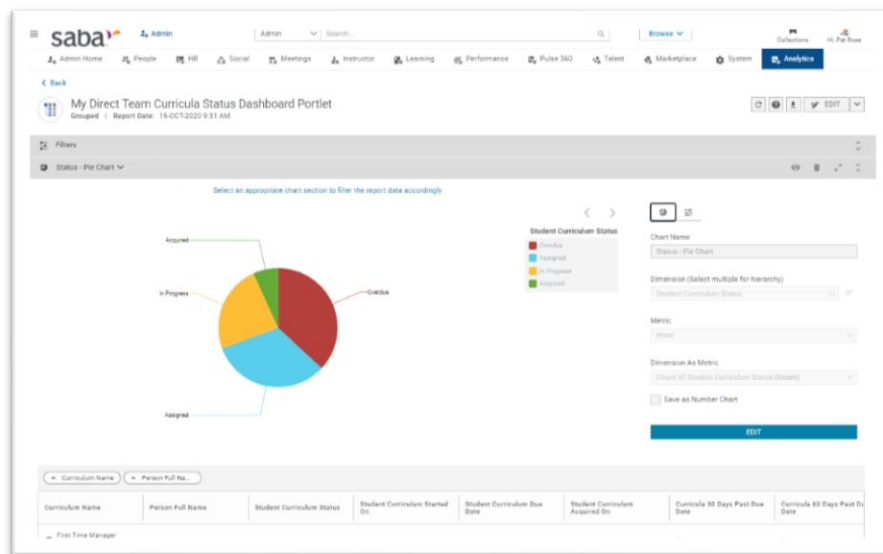 saba
Admin
Admin
Search...
Browse
Collections
Hi, Pat Rose
Admin Home
People
HR
Social
Meetings
Instructor
Learning
Performance
Pulse 360
Talent
Marketplace
System
Analytics
Back
My Direct Team Curricula Status Dashboard Portlet
Grouped | Report Date: 15-OCT-2020 9:31 AM
EDIT
Filters
Status - Pie Chart
Select an appropriate chart section to filter the report data accordingly
Acquired
In Progress
Overdue
Assigned
Student Curriculum Status
Overdue
Assigned
In Progress
Acquired
Chart Name
Status - Pie Chart
Dimension (Select multiple for hierarchy)
Student Curriculum Status
Metric
None
Dimension As Metric
Count Of Student Curriculum Status (Count)
Save as Number Chart
EDIT
Curriculum Name
Person Full Na...
Curriculum Name
Person Full Name
Student Curriculum Status
Student Curriculum Started
On
Student Curriculum Due
Date
Student Curriculum
Acquired On
Curricula 30 Days Past Due
Date
Curricula 60 Days Past Du
Date
First Time Manager